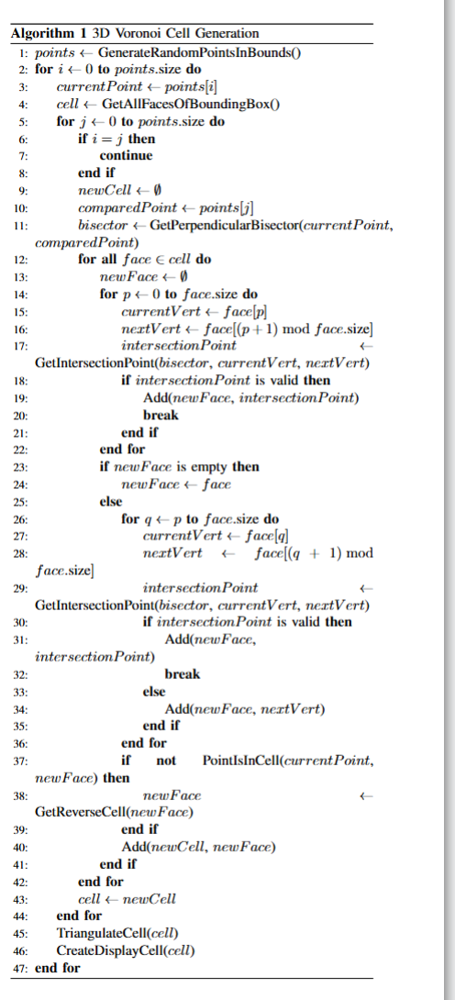 Algorithm 1 3D Voronoi Cell Generation
1: points ← GenerateRandomPointsInBounds()
2: for i ← 0 to points.size do
3: currentPoint ← points[i]
4: cell ← GetAllFacesOfBoundingBox()
5: for j ← 0 to points.size do
6: if i = j then
7: continue
8: end if
9: newCell ← ∅
10: comparedPoint ← points[j]
11: bisector ← GetPerpendicularBisector(currentPoint,
comparedPoint)
12: for all face ∈ cell do
13: newFace ← ∅
14: for p ← 0 to face.size do
15: currentVert ← face[p]
16: nextVert ← face[(p + 1) mod face.size]
17: intersectionPoint ←
GetIntersectionPoint(bisector, currentVert, nextVert)
18: if intersectionPoint is valid then
19: Add(newFace, intersectionPoint)
20: break
21: end if
22: end for
23: if newFace is empty then
24: newFace ← face
25: else
26: for q ← p to face.size do
27: currentVert ← face[q]
28: nextVert ← face[(q + 1) mod
face.size]
29: intersectionPoint ←
GetIntersectionPoint(bisector, currentVert, nextVert)
30: if intersectionPoint is valid then
31: Add(newFace,
intersectionPoint)
32: break
33: else
34: Add(newFace, nextVert)
35: end if
36: end for
37: if not PointIsInCell(currentPoint,
newFace) then
38: newFace ←
GetReverseCell(newFace)
39: end if
40: Add(newCell, newFace)
41: end if
42: end for
43: cell ← newCell
44: end for
45: TriangulateCell(cell)
46: CreateDisplayCell(cell)
47: end for